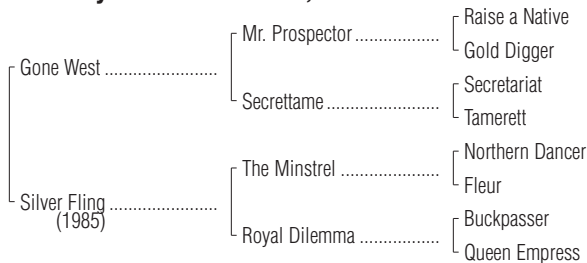 Raise a Native
Mr. Prospector ....................
Gold Digger
Gone West ...........................
Secretariat
Secrettame ...........................
Tamerett
Northern Dancer
The Minstrel .......................
Fleur
Silver Fling ..........................
(1985)
Buckpasser
Royal Dilemma ...................
Queen Empress